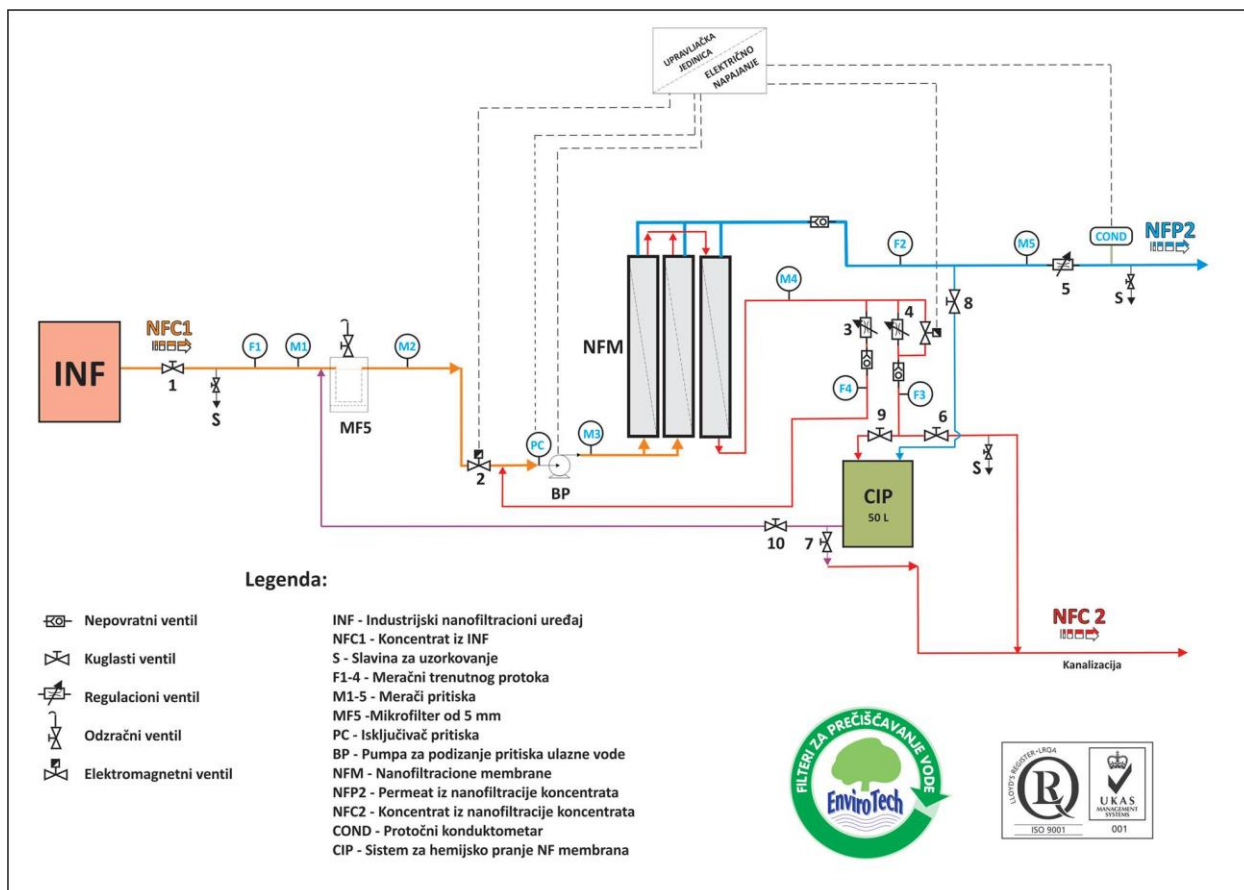 UPRAVLJAČKA
JEDINICA
ELEKTRIČNO
NAPAJANJE
COND
NFP2
F2
M5
5
S
8
M4
3
4
NFM
INF
NFC1
1
S
F1
M1
M2
MF5
2
PC
BP
M3
F4
F3
9
6
S
CIP
50 L
10
7
NFC 2
Kanalizacija
Legenda:
Nepovratni ventil
Kuglasti ventil
Regulacioni ventil
Odzračni ventil
Elektromagnetni ventil
INF - Industrijski nanofiltracioni uređaj
NFC1 - Koncentrat iz INF
S - Slavina za uzorkovanje
F1-4 - Meračni trenutnog protoka
M1-5 - Merači pritiska
MF5 -Mikrofilter od 5 mm
PC - Isključivač pritiska
BP - Pumpa za podizanje pritiska ulazne vode
NFM - Nanofiltracione membrane
NFP2 - Permeat iz nanofiltracije koncentrata
NFC2 - Koncentrat iz nanofiltracije koncentrata
COND - Protočni konduktometar
CIP - Sistem za hemijsko pranje NF membrana
FILTERI ZA PREČIŠĆAVANJE VODE
EnviroTech
LLOYD'S REGISTER • LRQA
LRQ
ISO 9001
UKAS
MANAGEMENT
SYSTEMS
001